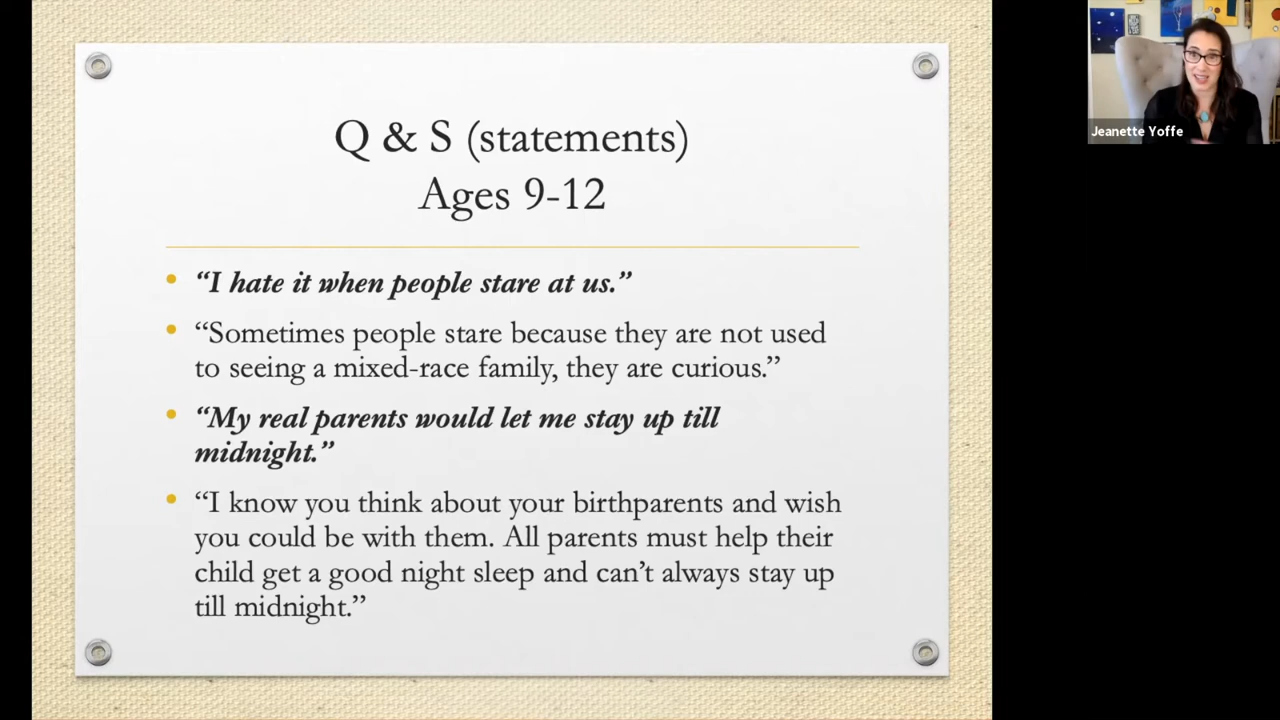 Q & S (statements)
Ages 9-12
“I hate it when people stare at us.”
“Sometimes people stare because they are not used
to seeing a mixed-race family, they are curious.”
“My real parents would let me stay up till
midnight.”
“I know you think about your birthparents and wish
you could be with them. All parents must help their
child get a good night sleep and can’t always stay up
till midnight.”
Jeanette Yoffe